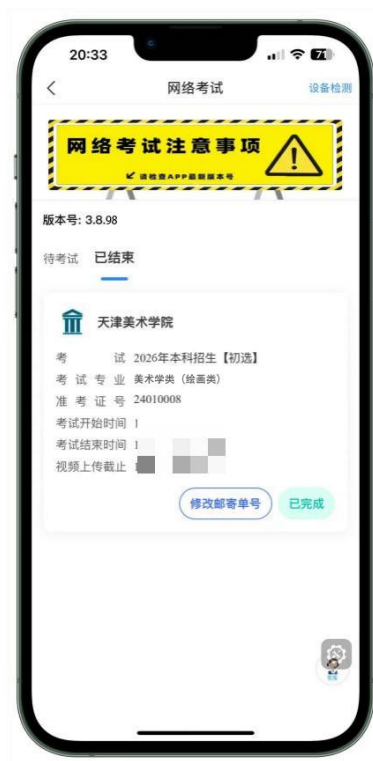 20:33
71
网络考试
设备检测
网络考试注意事项
请检查APP最新版本号
版本号: 3.8.98
待考试 已结束
天津美术学院
考 试 2026年本科招生【初选】
考 试 专 业 美术学类（绘画类）
准 考 证 号 24010008
考试开始时间 1
考试结束时间 1
视频上传截止
修改邮寄单号 已完成